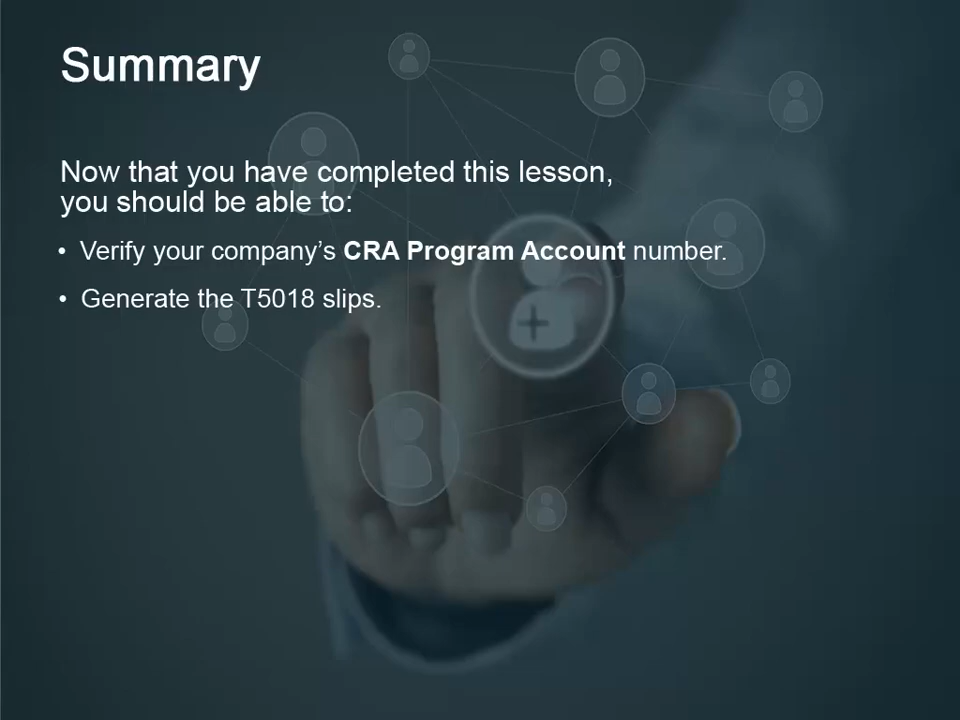 Summary
Now that you have completed this lesson,
you should be able to:
• Verify your company’s CRA Program Account number.
• Generate the T5018 slips.